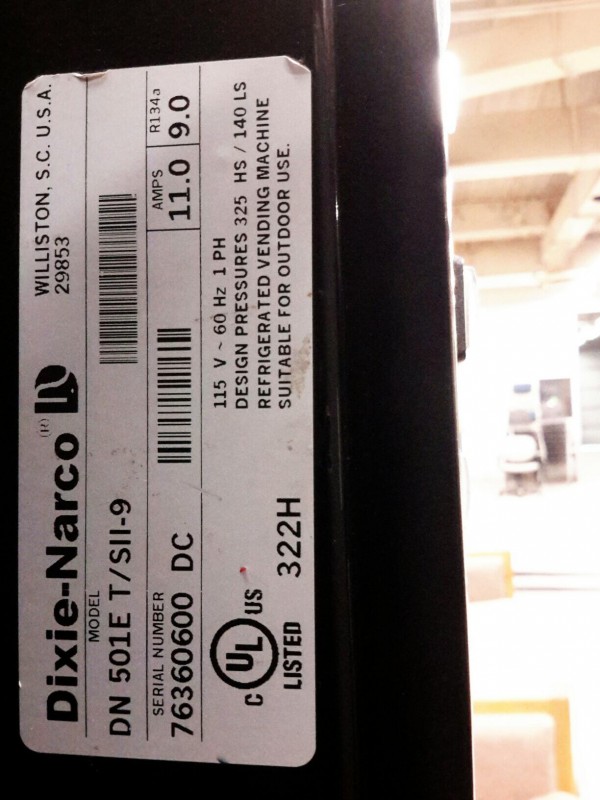 Dixie-Narco (R)
WILLISTON, S.C. U.S.A.
29853
MODEL
DN 501E T/SII-9
SERIAL NUMBER
76360600 DC
AMPS
11.0
R134a
9.0
115 V ~ 60 Hz 1 PH
DESIGN PRESSURES 325 HS / 140 LS
REFRIGERATED VENDING MACHINE
SUITABLE FOR OUTDOOR USE.
C UL US
LISTED 322H